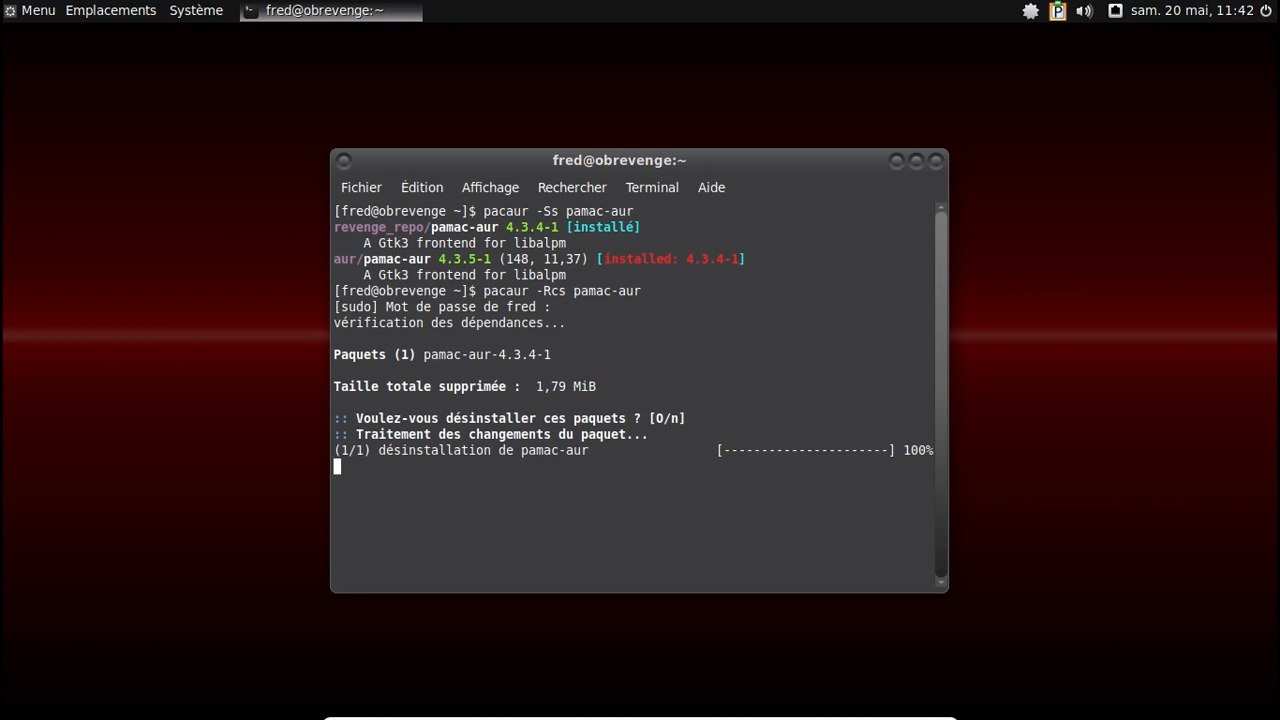 Menu Emplacements Système fred@obrevenge:~ sam. 20 mai, 11:42
fred@obrevenge:~
Fichier Édition Affichage Rechercher Terminal Aide
[fred@obrevenge ~]$ pacaur -Ss pamac-aur
revenge_repo/pamac-aur 4.3.4-1 [installé]
A Gtk3 frontend for libalpm
aur/pamac-aur 4.3.5-1 (148, 11,37) [installed: 4.3.4-1]
A Gtk3 frontend for libalpm
[fred@obrevenge ~]$ pacaur -Rcs pamac-aur
[sudo] Mot de passe de fred :
vérification des dépendances...
Paquets (1) pamac-aur-4.3.4-1
Taille totale supprimée :  1,79 MiB
:: Voulez-vous désinstaller ces paquets ? [O/n]
:: Traitement des changements du paquet...
(1/1) désinstallation de pamac-aur [----------------------] 100%